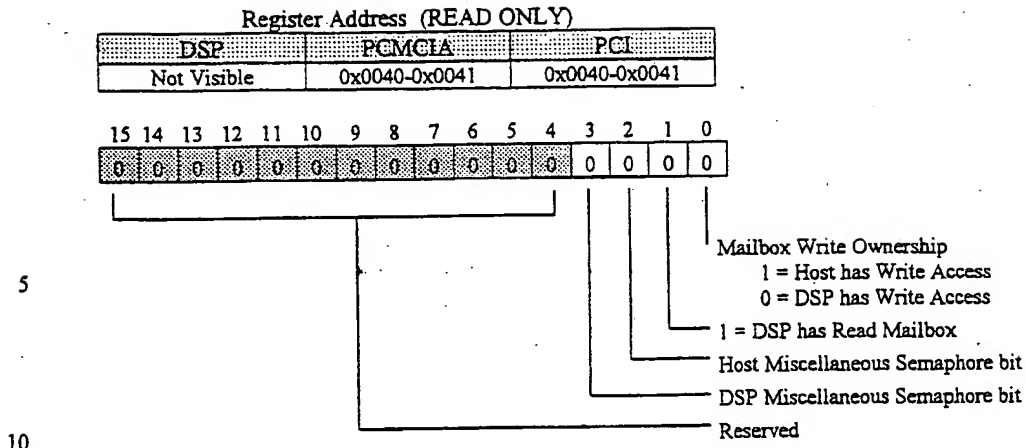 Register Address (READ ONLY)
DSP PCMCIA PCI
Not Visible 0x0040-0x0041 0x0040-0x0041
15 14 13 12 11 10 9 8 7 6 5 4 3 2 1 0
0 0 0 0 0 0 0 0 0 0 0 0 0 0 0 0
Mailbox Write Ownership
1 = Host has Write Access
5
0 = DSP has Write Access
1 = DSP has Read Mailbox
Host Miscellaneous Semaphore bit
DSP Miscellaneous Semaphore bit
Reserved
10